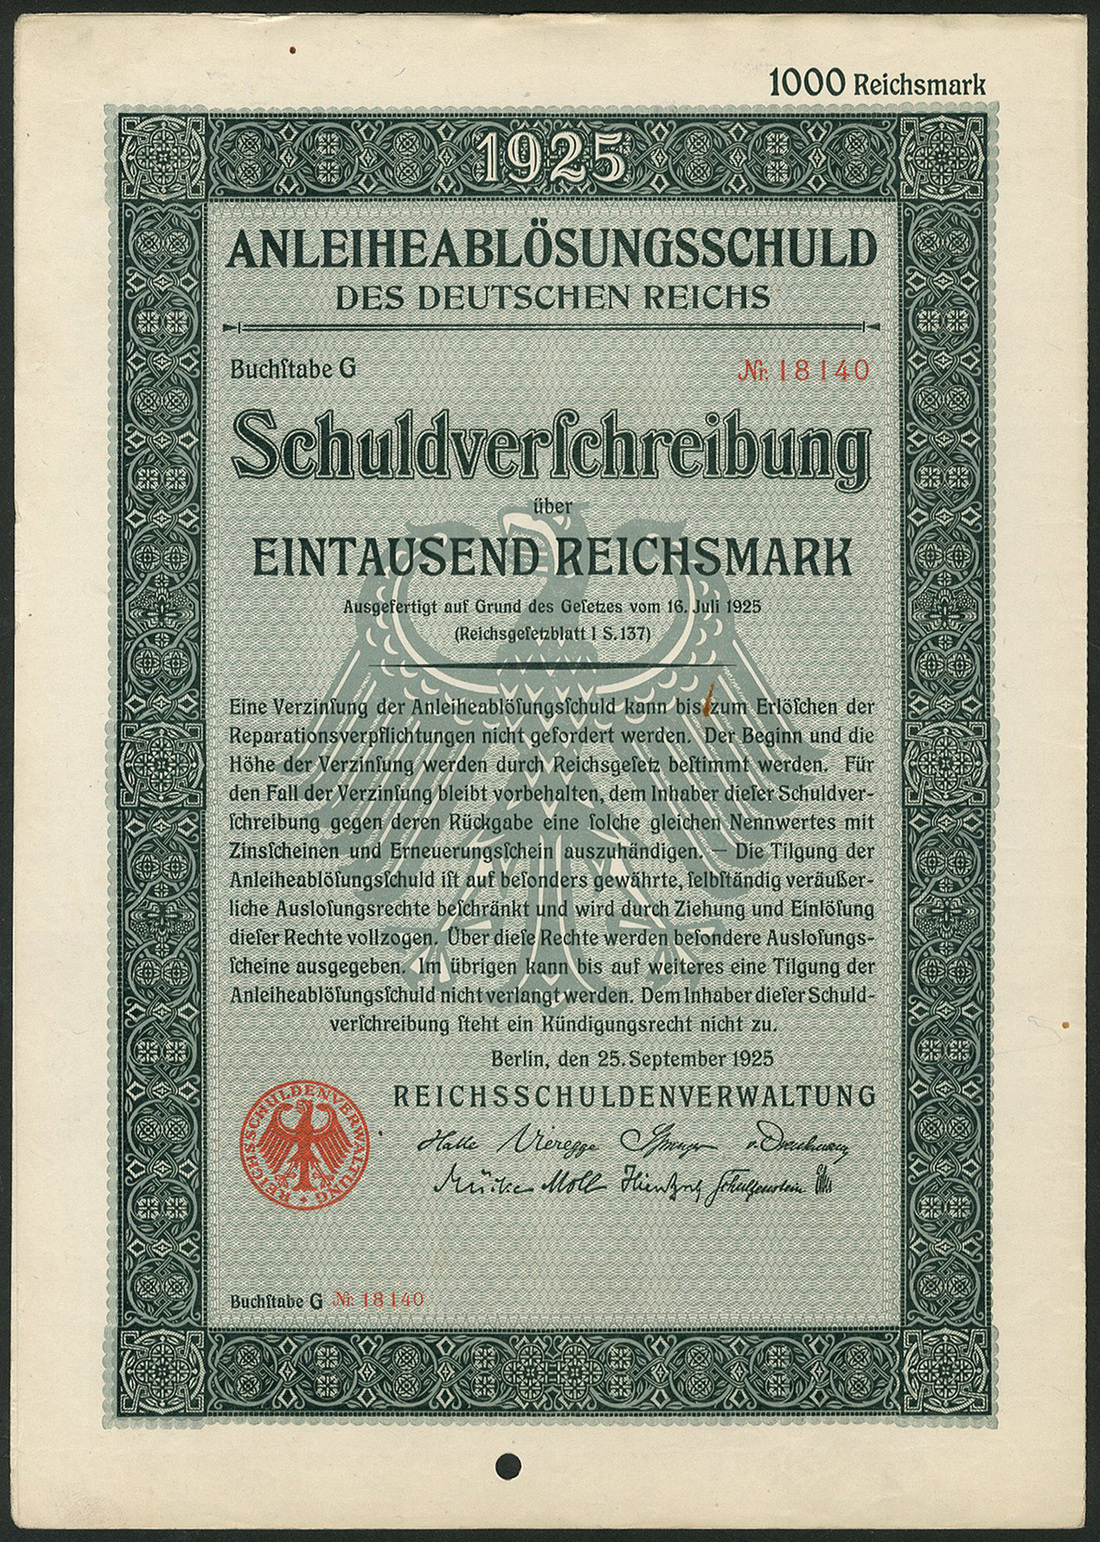 1000 Reichsmark
1925
ANLEIHEABLÖSUNGSSCHULD
DES DEUTSCHEN REICHS
Buchſtabe G
Nr. 18140
Schuldverſchreibung
über
EINTAUSEND REICHSMARK
Ausgefertigt auf Grund des Geſetzes vom 16. Juli 1925
(Reichsgeſetzblatt I S. 137)
Eine Verzinſung der Anleiheablöſungsſchuld kann bis zum Erlöſchen der
Reparationsverpflichtungen nicht gefordert werden. Der Beginn und die
Höhe der Verzinſung werden durch Reichsgeſetz beſtimmt werden. Für
den Fall der Verzinſung bleibt vorbehalten, dem Inhaber dieſer Schuldver-
ſchreibung gegen deren Rückgabe eine ſolche gleichen Nennwertes mit
Zinsſcheinen und Erneuerungsſchein auszuhändigen. — Die Tilgung der
Anleiheablöſungsſchuld iſt auf beſonders gewährte, ſelbſtändig veräußer-
liche Ausloſungsrechte beſchränkt und wird durch Ziehung und Einlöſung
dieſer Rechte vollzogen. Über dieſe Rechte werden beſondere Ausloſungs-
ſcheine ausgegeben. Im übrigen kann bis auf weiteres eine Tilgung der
Anleiheablöſungsſchuld nicht verlangt werden. Dem Inhaber dieſer Schuld-
verſchreibung ſteht ein Kündigungsrecht nicht zu.
Berlin, den 25. September 1925
REICHSSCHULDENVERWALTUNG
REICHSSCHULDENVERWALTUNG
Halle Vieregge
Mücke Moll
Buchſtabe G Nr. 18140